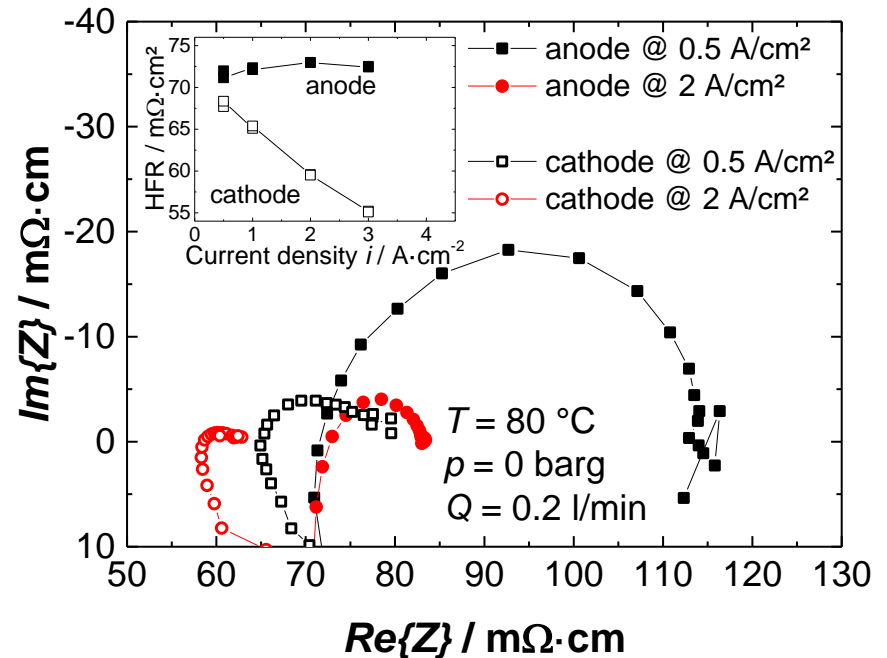 -40
-30
-20
-10
0
10
Im{Z} / mΩ·cm
50 60 70 80 90 100 110 120 130
Re{Z} / mΩ·cm
anode @ 0.5 A/cm²
anode @ 2 A/cm²
cathode @ 0.5 A/cm²
cathode @ 2 A/cm²
75
70
65
60
55
HFR / mΩ·cm²
anode
cathode
0 1 2 3 4
Current density i / A·cm⁻²
T = 80 °C
p = 0 barg
Q = 0.2 l/min